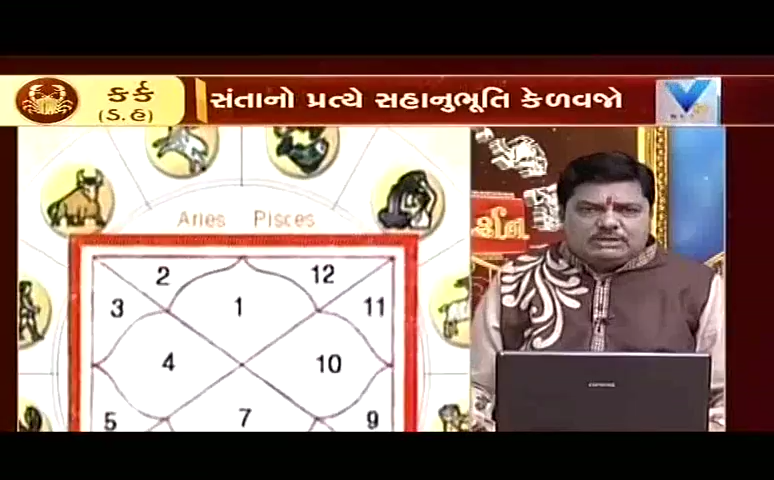 કર્ક
(ડ.હ)
સંતાનો પ્રત્યે સહાનુભૂતિ કેળવજો
Aries Pisces
2 12
3 1 11
4 10
5 7 9